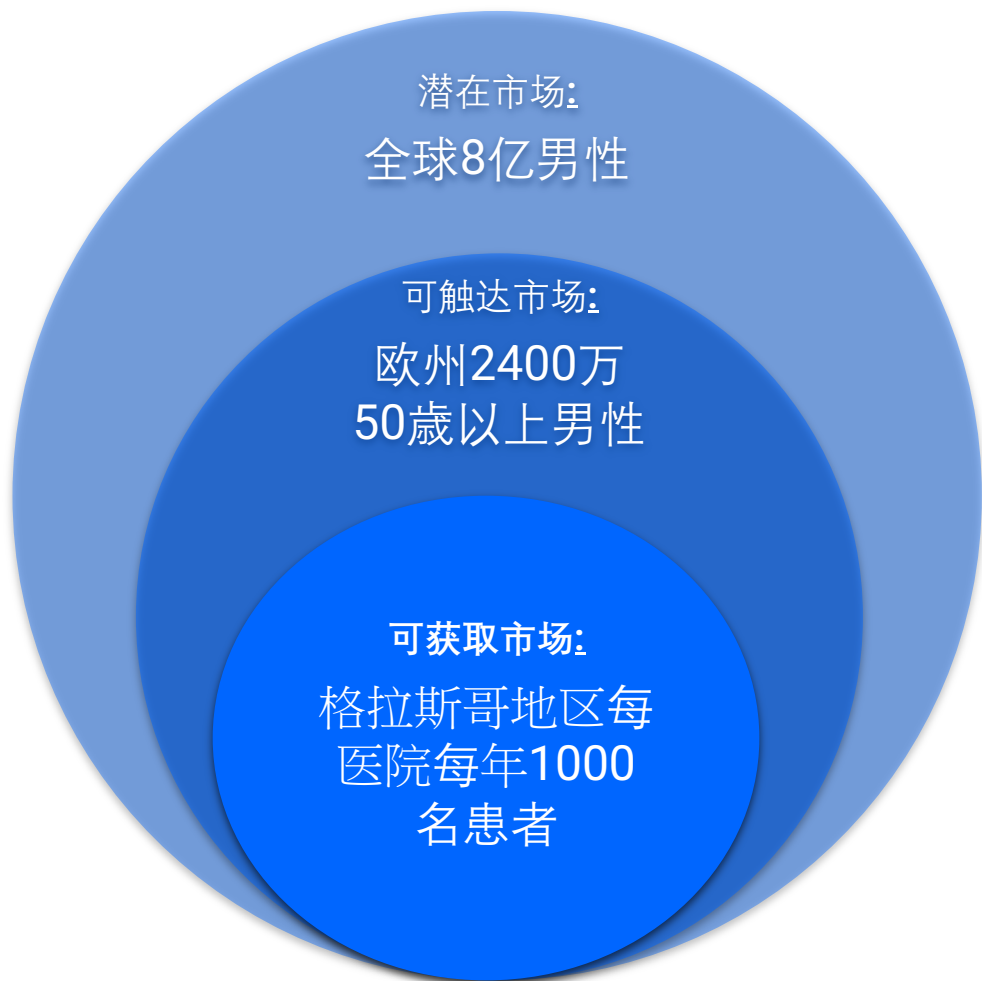 潜在市场:
全球8亿男性
可触达市场:
欧州2400万
50歳以上男性
可获取市场:
格拉斯哥地区每
医院每年1000
名患者